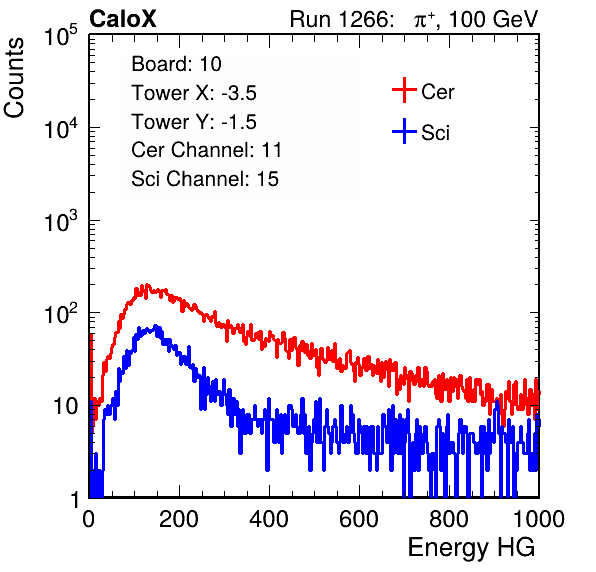 CaloX Run 1266: π⁺, 100 GeV
Counts
10⁵
10⁴
10³
10²
10
1
Board: 10
Tower X: -3.5
Tower Y: -1.5
Cer Channel: 11
Sci Channel: 15
Cer
Sci
0 200 400 600 800 1000
Energy HG